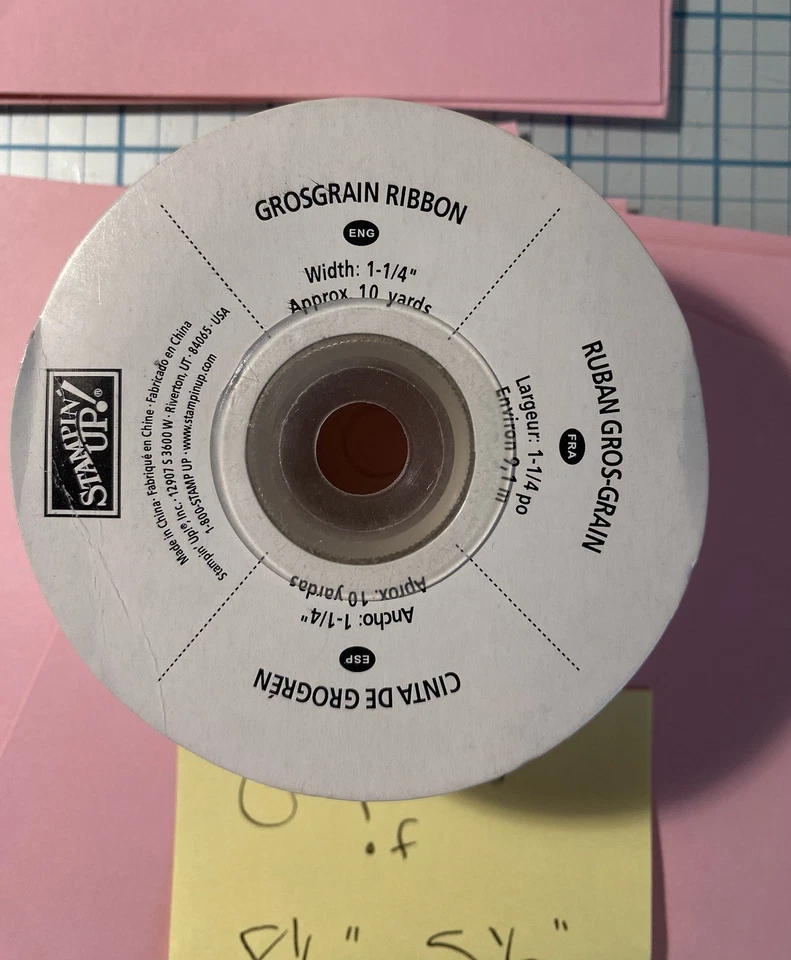 GROSGRAIN RIBBON
ENG
Width: 1-1/4"
Approx. 10 yards
RUBAN GROS-GRAIN
FRA
Largeur: 1-1/4 po
Environ 9,1 m
CINTA DE GROGRÉN
ESP
Ancho: 1-1/4"
Aprox. 10 yardas
STAMPIN'
UP!®
Made in China · Fabriqué en Chine · Fabricado en China
Stampin' Up!®, Inc. · 12907 S 3600 W · Riverton, UT · 84065 · USA
1-800-STAMP UP · www.stampinup.com